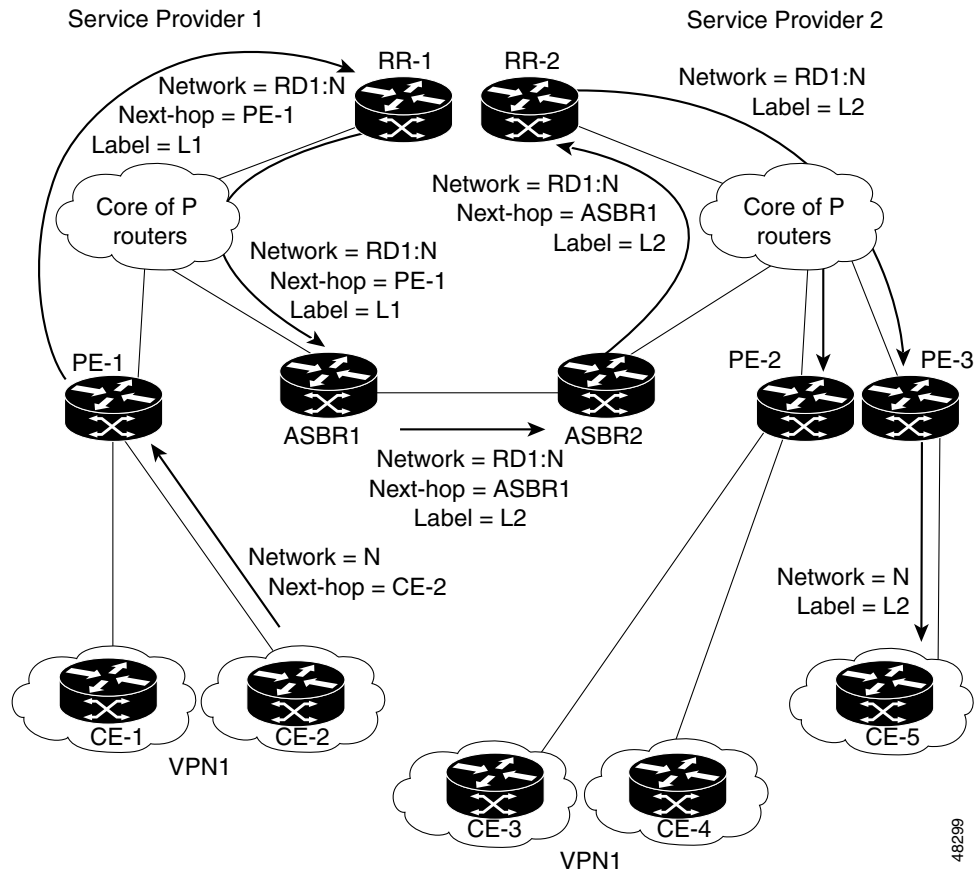 Service Provider 1
Service Provider 2
RR-1
RR-2
Network = RD1:N
Next-hop = PE-1
Label = L1
Network = RD1:N
Label = L2
Core of P
routers
Network = RD1:N
Next-hop = ASBR1
Label = L2
Core of P
routers
Network = RD1:N
Next-hop = PE-1
Label = L1
PE-1
ASBR1
ASBR2
PE-2
PE-3
Network = RD1:N
Next-hop = ASBR1
Label = L2
Network = N
Next-hop = CE-2
Network = N
Label = L2
CE-1
CE-2
VPN1
CE-5
CE-3
CE-4
VPN1
48299